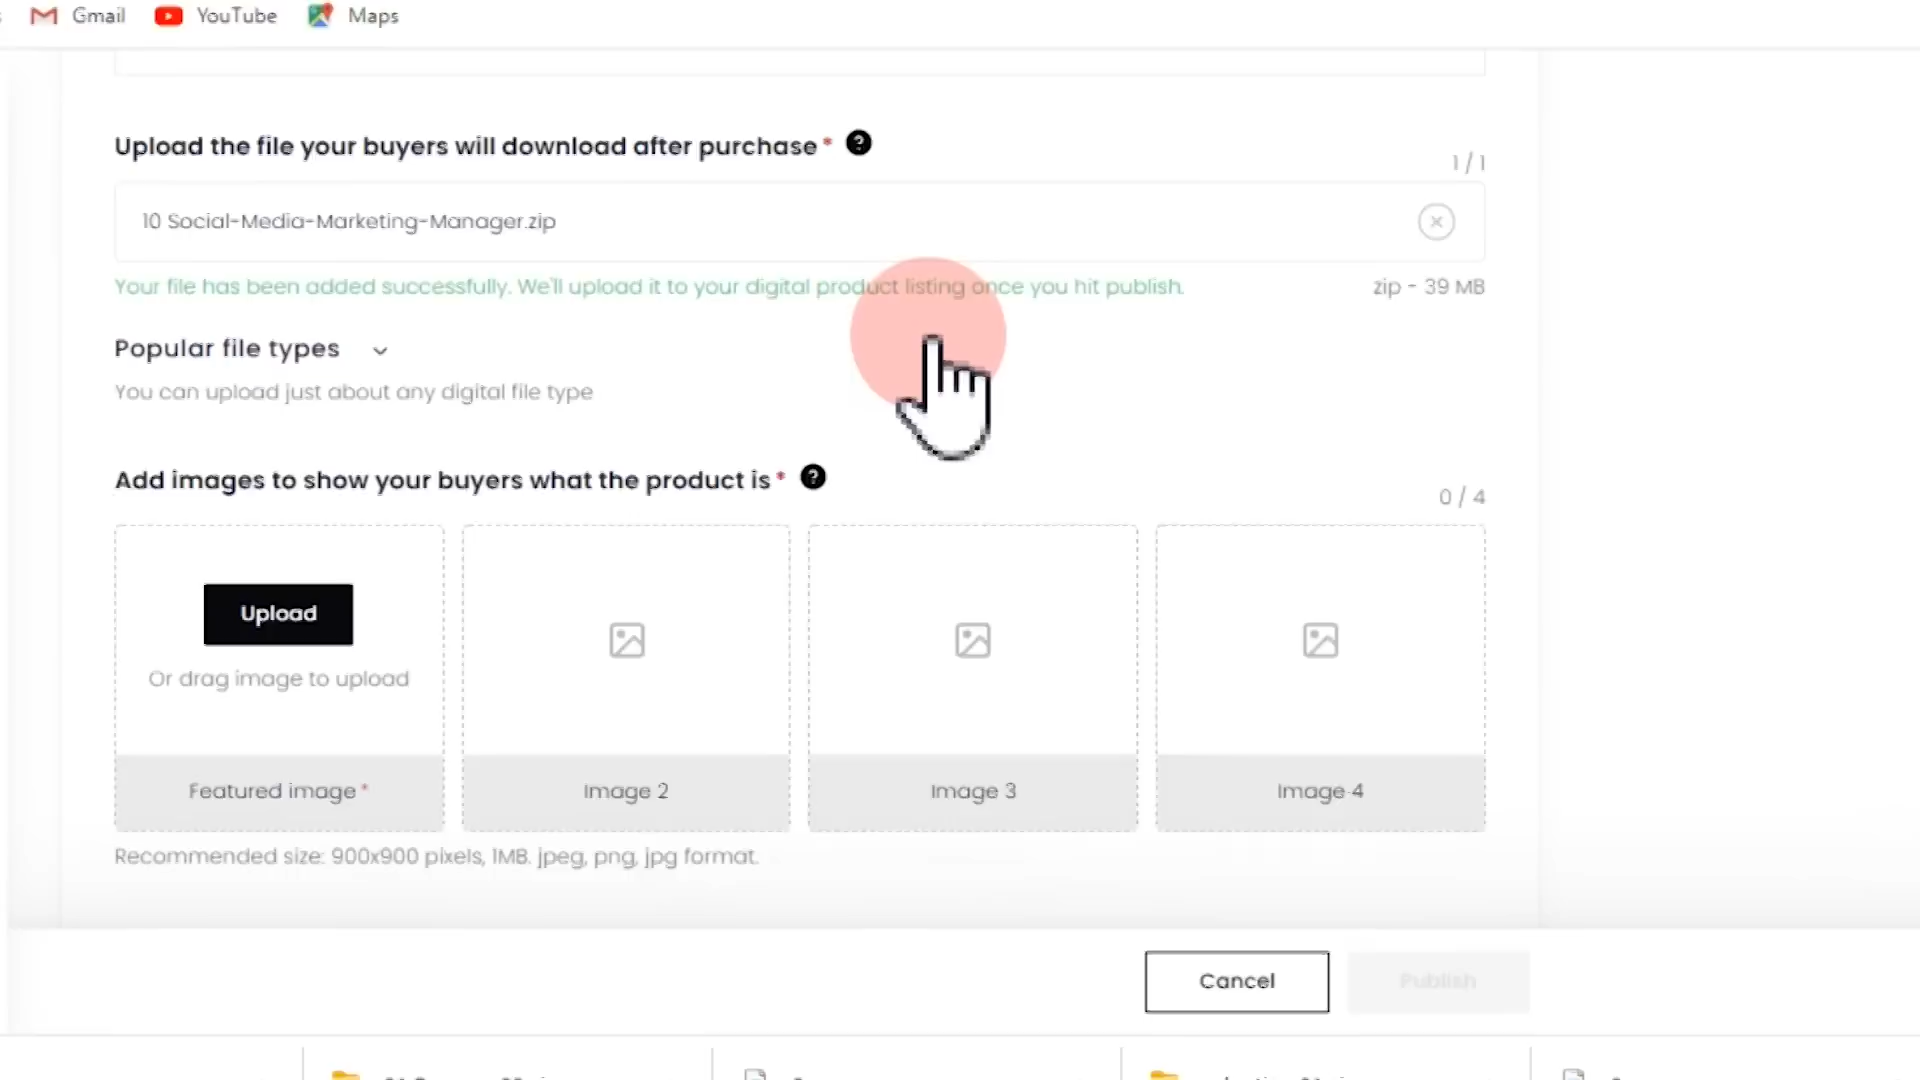 Gmail YouTube Maps
Upload the file your buyers will download after purchase*
1 / 1
10 Social-Media-Marketing-Manager.zip
Your file has been added successfully. We'll upload it to your digital product listing once you hit publish. zip - 39 MB
Popular file types
You can upload just about any digital file type
Add images to show your buyers what the product is*
0 / 4
Upload
Or drag image to upload
Featured image* Image 2 Image 3 Image 4
Recommended size: 900x900 pixels, 1MB. jpeg, png, jpg format.
Cancel Publish